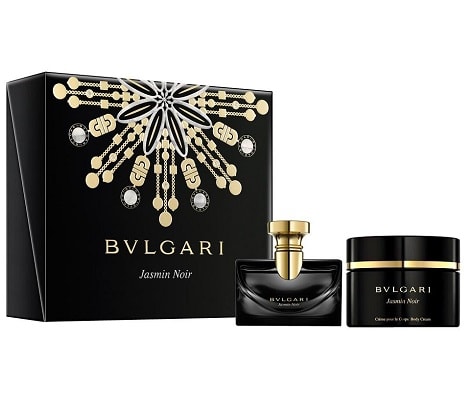 BVLGARI
Jasmin Noir
BVLGARI
Jasmin Noir
BVLGARI
Jasmin Noir
Crème pour le Corps Body Cream